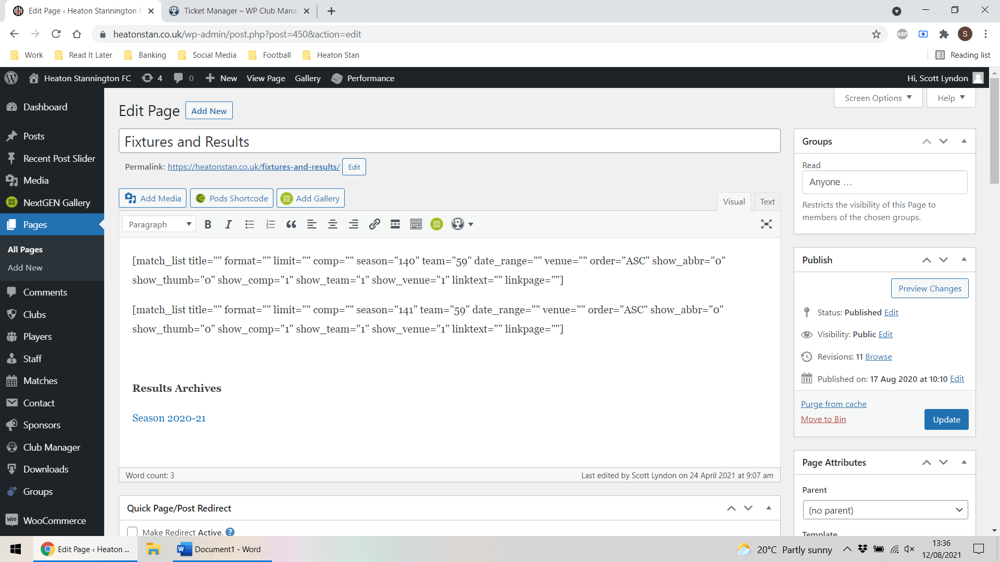 Edit Page ‹ Heaton Stannington F
Ticket Manager – WP Club Mana
heatonstan.co.uk/wp-admin/post.php?post=450&action=edit
ABP
S
Work
Read It Later
Banking
Social Media
Football
Heaton Stan
Reading list
Heaton Stannington FC
4
0
New
View Page
Gallery
Performance
Hi, Scott Lyndon
Dashboard
Posts
Recent Post Slider
Media
NextGEN Gallery
Pages
All Pages
Add New
Comments
Clubs
Players
Staff
Matches
Contact
Sponsors
Club Manager
Downloads
Groups
WooCommerce
Screen Options
Help
Edit Page
Add New
Fixtures and Results
Permalink: https://heatonstan.co.uk/fixtures-and-results/ Edit
Add Media
Pods Shortcode
Add Gallery
Visual
Text
Paragraph
[match_list title="" format="" limit="" comp="" season="140" team="59" date_range="" venue="" order="ASC" show_abbr="0"
show_thumb="0" show_comp="1" show_team="1" show_venue="1" linktext="" linkpage=""]
[match_list title="" format="" limit="" comp="" season="141" team="59" date_range="" venue="" order="ASC" show_abbr="0"
show_thumb="0" show_comp="1" show_team="1" show_venue="1" linktext="" linkpage=""]
Results Archives
Season 2020-21
Word count: 3
Last edited by Scott Lyndon on 24 April 2021 at 9:07 am
Quick Page/Post Redirect
Make Redirect Active. ?
Groups
Read
Anyone …
Restricts the visibility of this Page to
members of the chosen groups.
Publish
Preview Changes
Status: Published Edit
Visibility: Public Edit
Revisions: 11 Browse
Published on: 17 Aug 2020 at 10:10 Edit
Purge from cache
Move to Bin
Update
Page Attributes
Parent
(no parent)
Template
Edit Page ‹ Heaton ...
Document1 - Word
20°C Partly sunny
13:36
12/08/2021